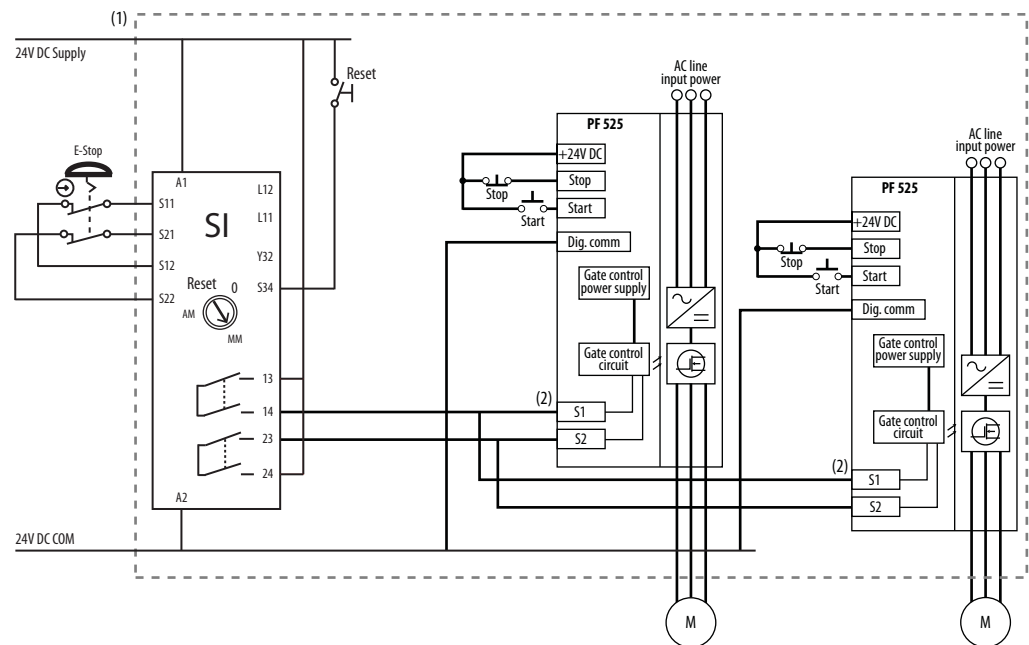 (1)
24V DC Supply
Reset
E-Stop
A1
L12
S11
L11
SI
S21
Y32
S12
S34
S22
Reset
0
AM
MM
13
14
23
24
A2
24V DC COM
AC line
input power
PF 525
+24V DC
Stop
Stop
Start
Start
Dig. comm
Gate control
power supply
Gate control
circuit
(2)
S1
S2
M
AC line
input power
PF 525
+24V DC
Stop
Stop
Start
Start
Dig. comm
Gate control
power supply
Gate control
circuit
(2)
S1
S2
M